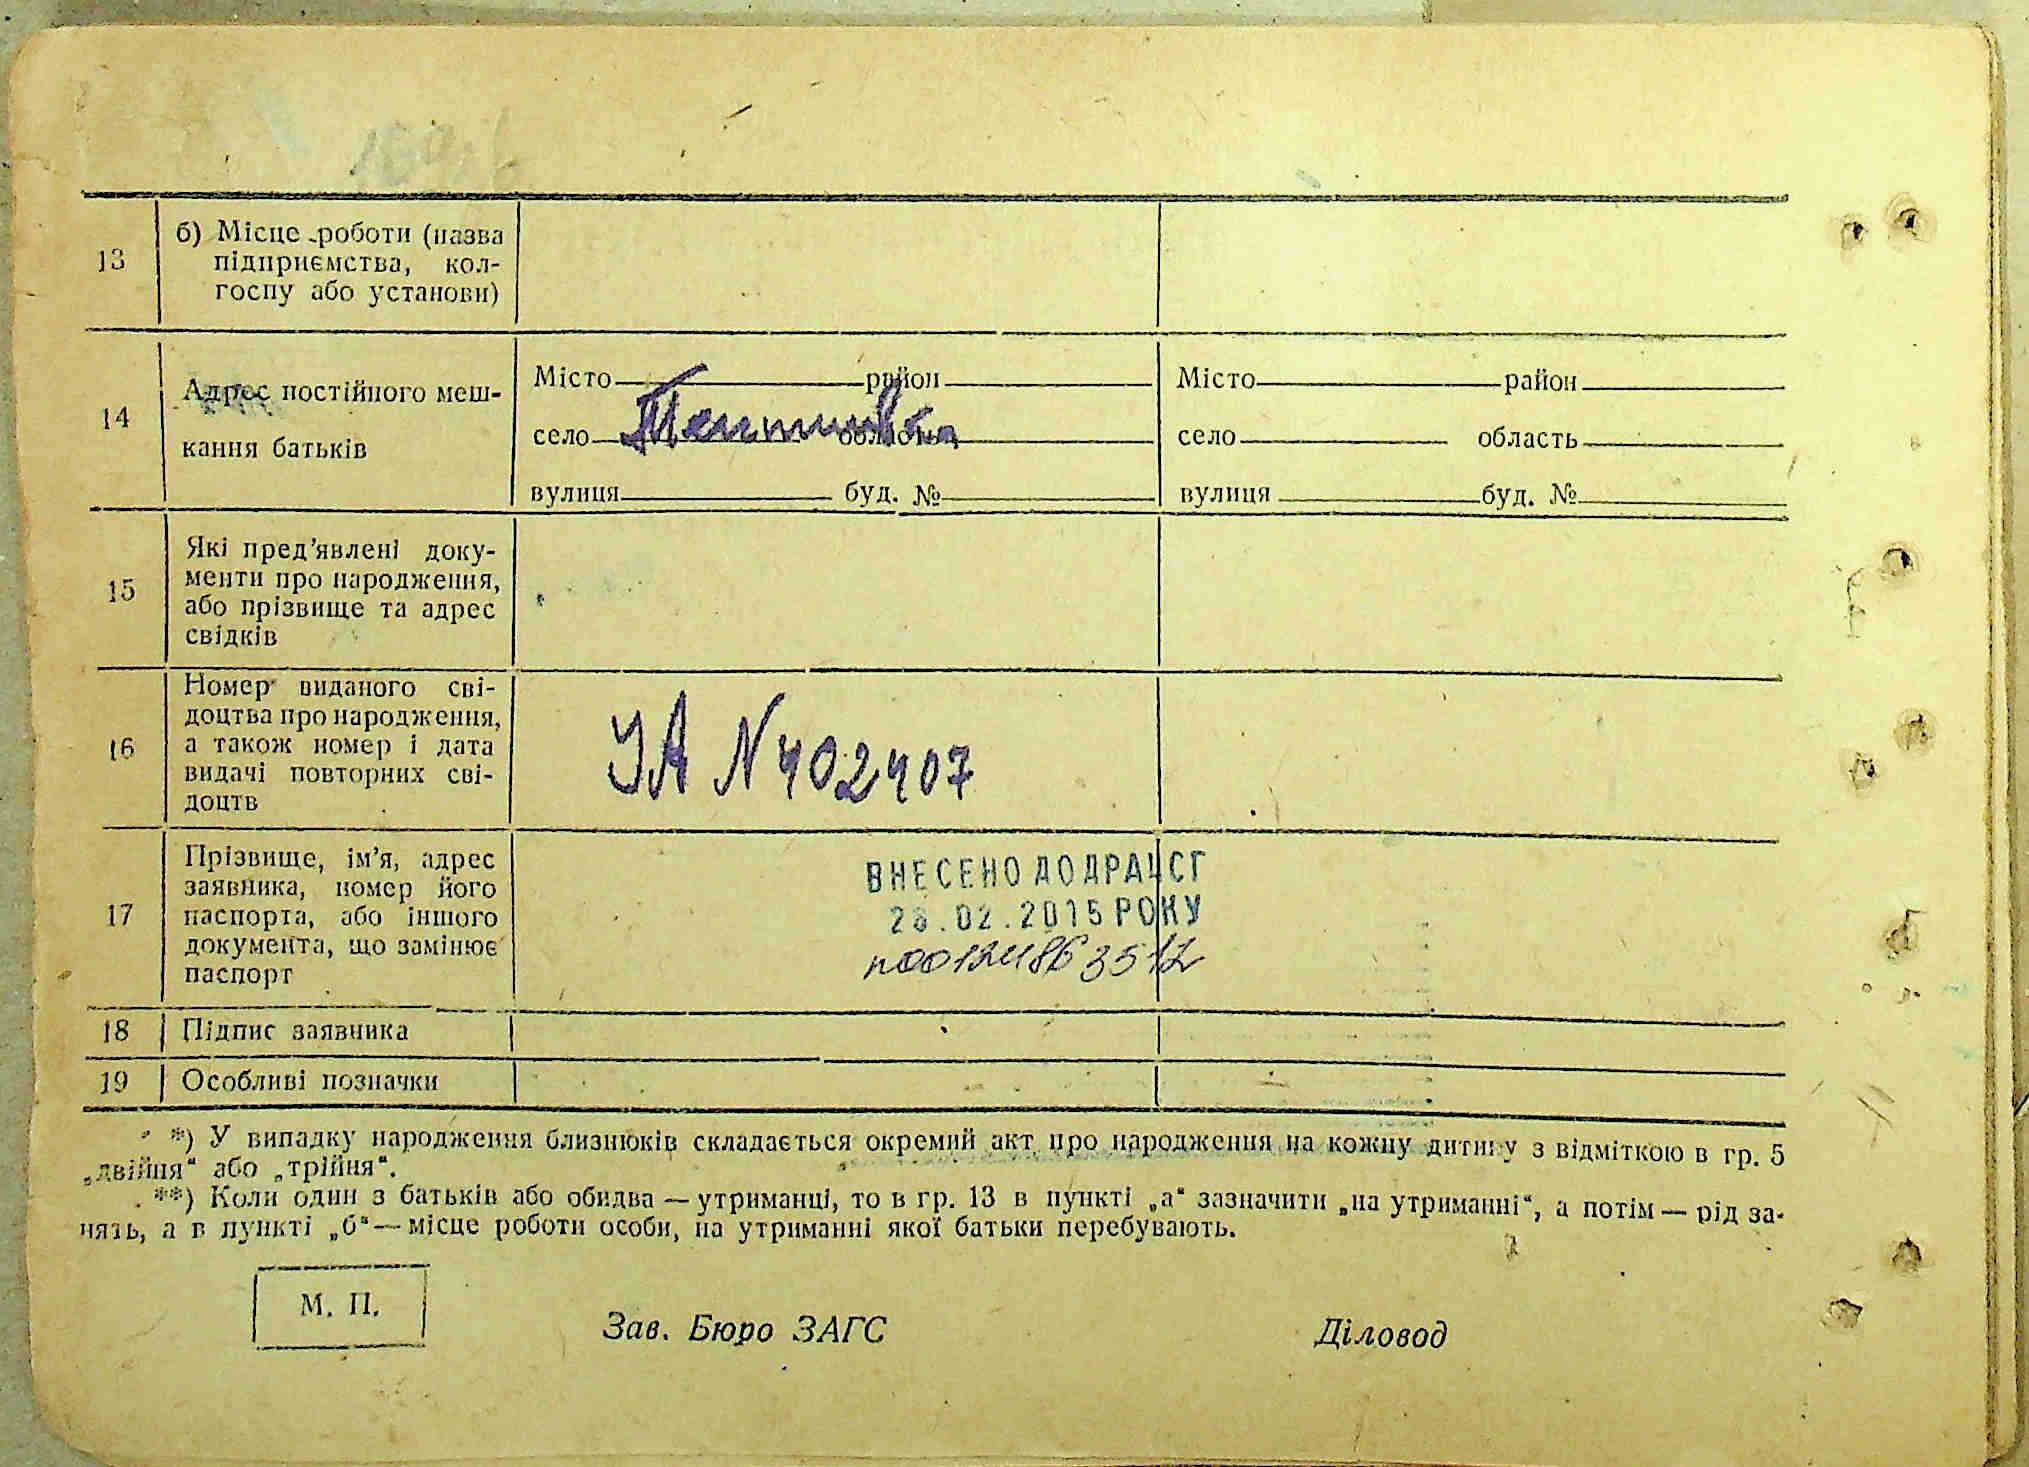 13
б) Місце роботи (назва
підприємства, кол-
госпу або установи)
14
Адрес постійного меш-
кання батьків
Місто район
село область
вулиця буд. №
Місто район
село область
вулиця буд. №
15
Які пред’явлені доку-
менти про народження,
або прізвище та адрес
свідків
16
Номер виданого сві-
доцтва про народження,
а також номер і дата
видачі повторних сві-
доцтв
УА N 402407
17
Прізвище, ім’я, адрес
заявника, номер його
паспорта, або іншого
документа, що замінює
паспорт
ВНЕСЕНО ДО ДРАЦСГ
26.02.2015 РОКУ
n00124863512
18 Підпис заявника
19 Особливі позначки
*) У випадку народження близнюків складається окремий акт про народження на кожну дитину з відміткою в гр. 5
„двійня“ або „трійня“.
**) Коли один з батьків або обидва — утриманці, то в гр. 13 в пункті „а“ зазначити „на утриманні“, а потім — рід за-
нять, а в пункті „б“ — місце роботи особи, на утриманні якої батьки перебувають.
М. П.
Зав. Бюро ЗАГС
Діловод